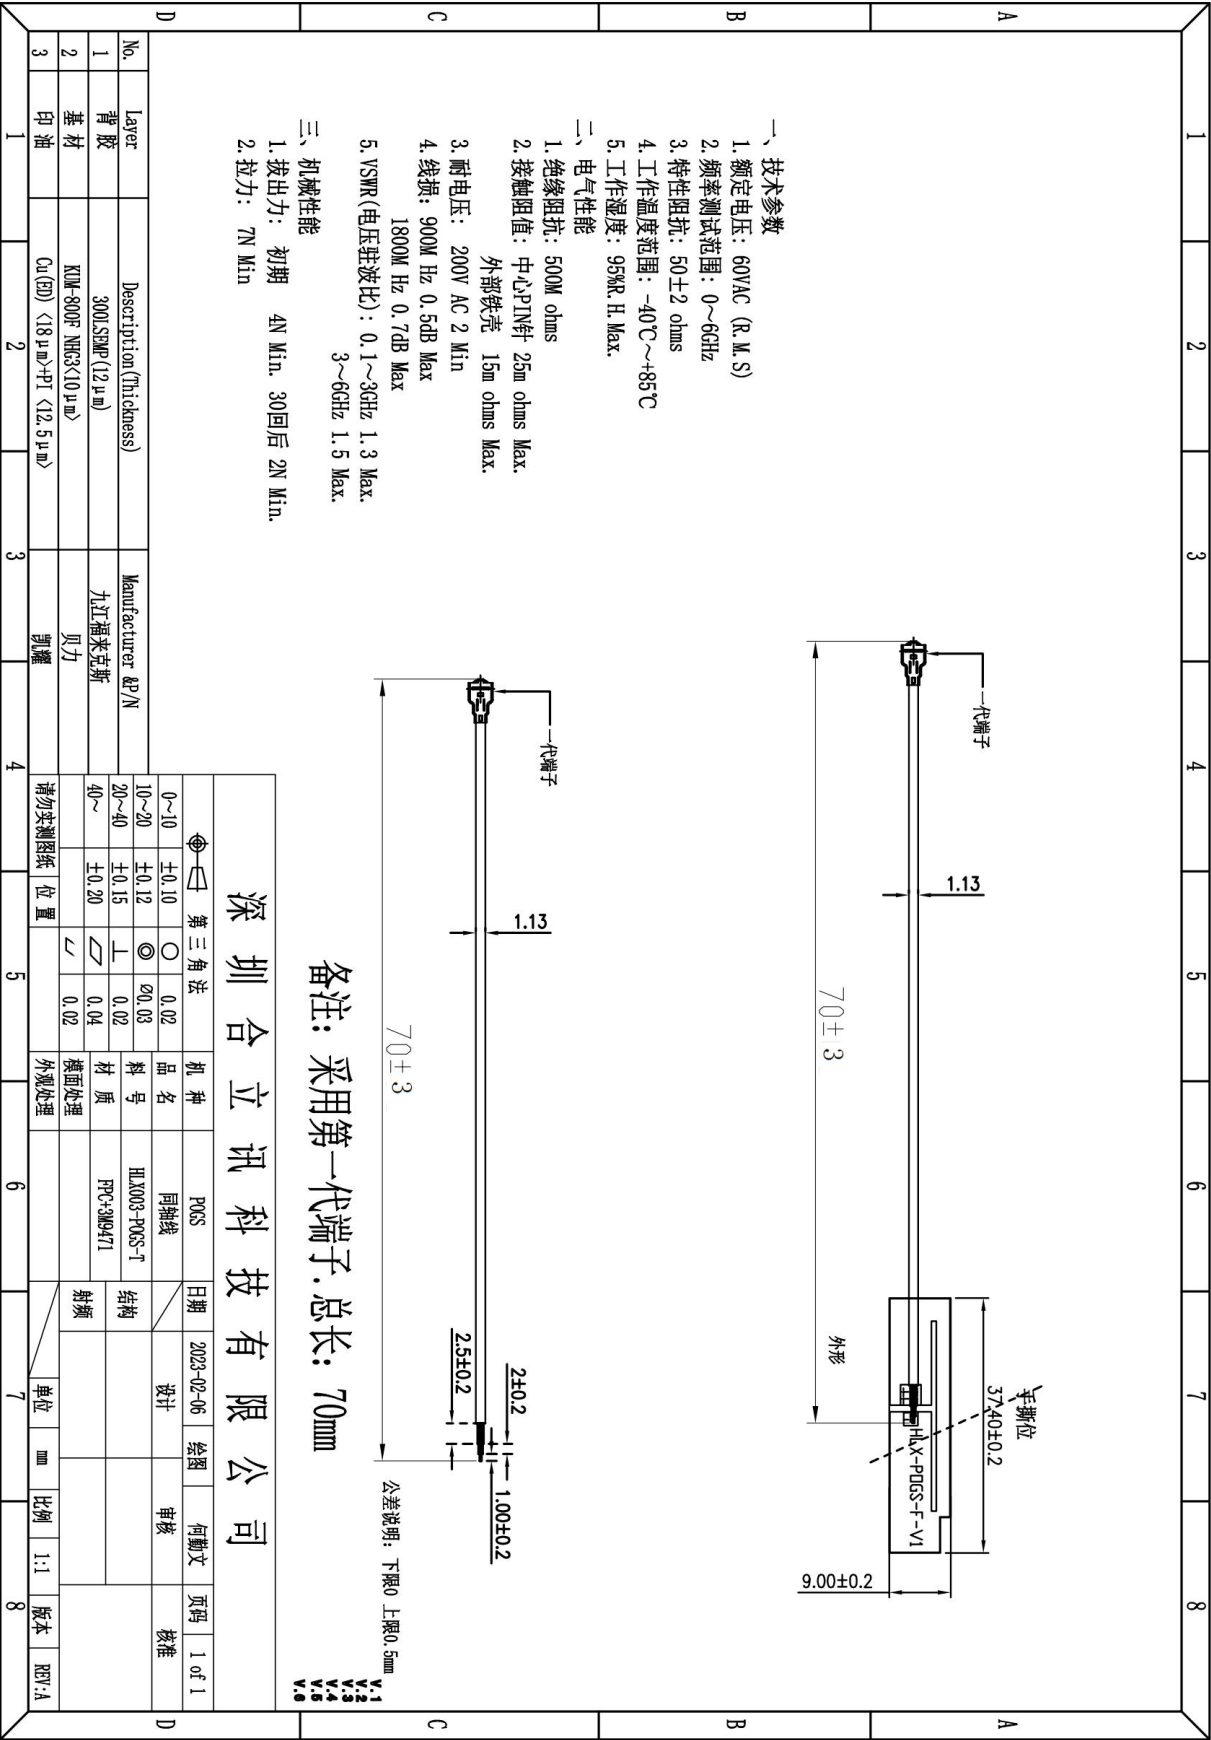 1 2 3 4 5 6 7 8
A
B
C
D
A
B
C
D
一代端子
1.13
70±3
外形
手撕位
37.40±0.2
HLX-POGS-F-V1
9.00±0.2
一、技术参数
1.额定电压: 60VAC (R.M.S)
2.频率测试范围: 0～6GHz
3.特性阻抗: 50±2 ohms
4.工作温度范围: -40℃～+85℃
5.工作湿度: 95%R.H.Max.
二、电气性能
1.绝缘阻抗: 500M ohms
2.接触阻值: 中心PIN针 25m ohms Max.
外部铁壳 15m ohms Max.
3.耐电压: 200V AC 2 Min
4.线损: 900M Hz 0.5dB Max
1800M Hz 0.7dB Max
5.VSWR(电压驻波比): 0.1～3GHz 1.3 Max.
3～6GHz 1.5 Max.
三、机械性能
1.拔出力: 初期 4N Min. 30回后 2N Min.
2.拉力: 7N Min
一代端子
1.13
70±3
2±0.2
1.00±0.2
2.5±0.2
公差说明: 下限0 上限0.5mm
备注: 采用第一代端子.总长: 70mm
V.1
V.2
V.3
V.4
V.5
V.6
深圳合立讯科技有限公司
No. Layer Description(Thickness) Manufacturer &P/N
1 背胶 300LSEMP(12μm) 九江福来克斯
2 基材 KUM-800F NHG3<10μm> 贝力
3 印油 Cu(ED)<18μm>+PI<12.5μm> 凯耀
第三角法 机种 POGS 日期 2023-02-06 绘图 何勤文 页码 1 of 1
0~10 ±0.10 0.02 品名 同轴线 设计 审核 核准
10~20 ±0.12 Ø0.03 料号 HLX003-POGS-T 结构
20~40 ±0.15 0.02 材质 FPC+3M9471
40~ ±0.20 0.04 射频
0.02 模面处理
请勿实测图纸 位置 外观处理 单位 mm 比例 1:1 版本 REV:A
1 2 3 4 5 6 7 8